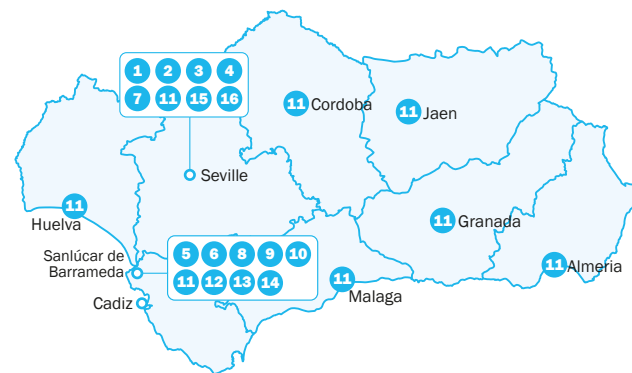 1 2 3 4
7 11 15 16
11 Cordoba
11 Jaen
Seville
11
Huelva
11 Granada
Sanlúcar de
Barrameda
5 6 8 9 10
11 12 13 14
11 Almeria
11
Malaga
Cadiz